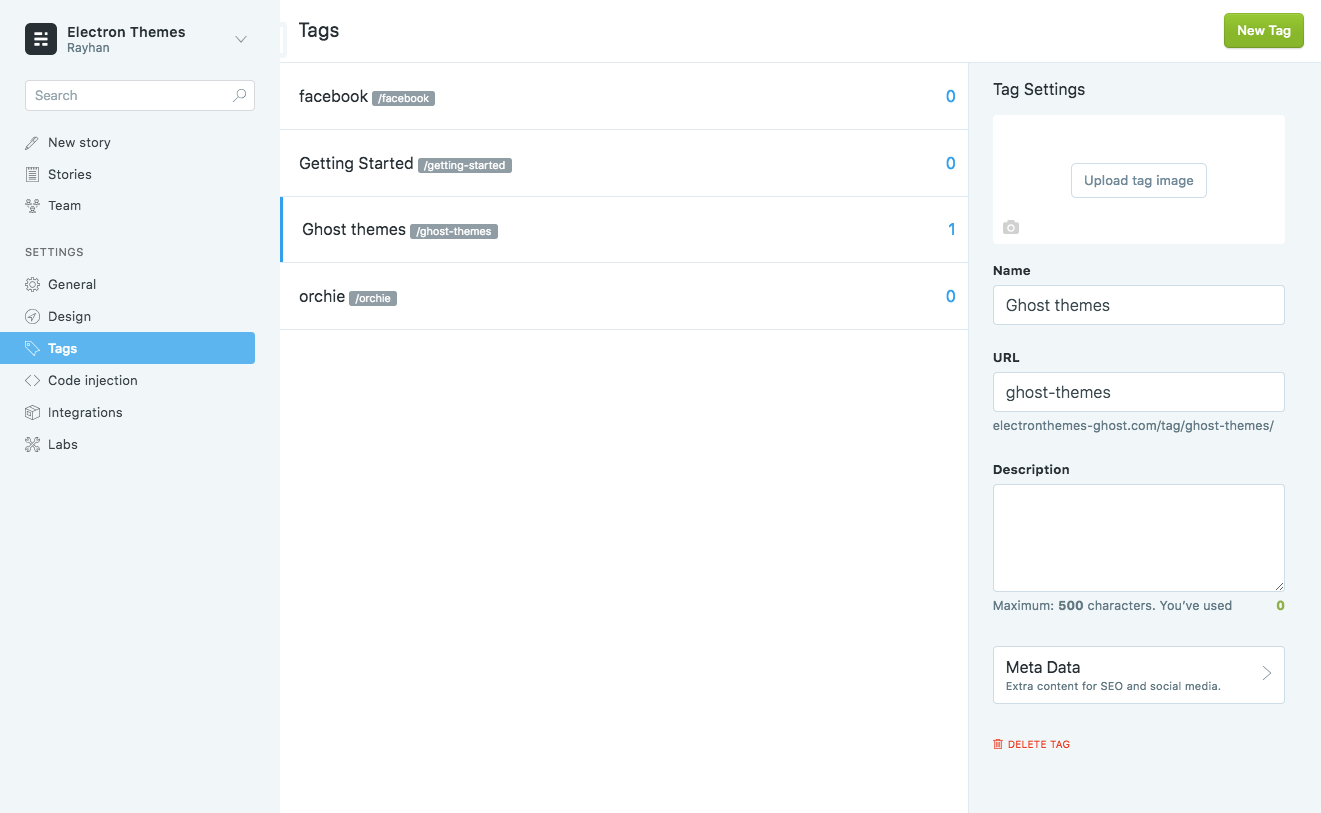 Electron Themes
Rayhan
Search
New story
Stories
Team
SETTINGS
General
Design
Tags
Code injection
Integrations
Labs
Tags
New Tag
facebook /facebook 0
Getting Started /getting-started 0
Ghost themes /ghost-themes 1
orchie /orchie 0
Tag Settings
Upload tag image
Name
Ghost themes
URL
ghost-themes
electronthemes-ghost.com/tag/ghost-themes/
Description
Maximum: 500 characters. You’ve used 0
Meta Data
Extra content for SEO and social media.
DELETE TAG